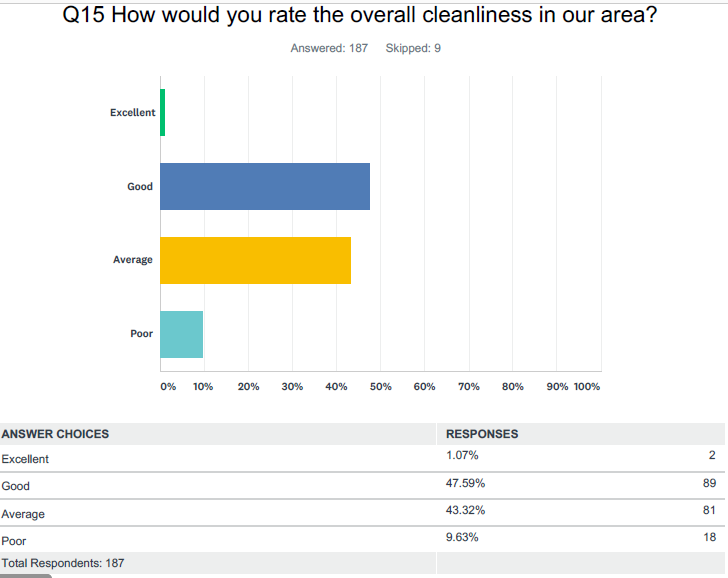 Q15 How would you rate the overall cleanliness in our area?
Answered: 187 Skipped: 9
Excellent
Good
Average
Poor
0% 10% 20% 30% 40% 50% 60% 70% 80% 90% 100%
ANSWER CHOICES RESPONSES
Excellent 1.07% 2
Good 47.59% 89
Average 43.32% 81
Poor 9.63% 18
Total Respondents: 187